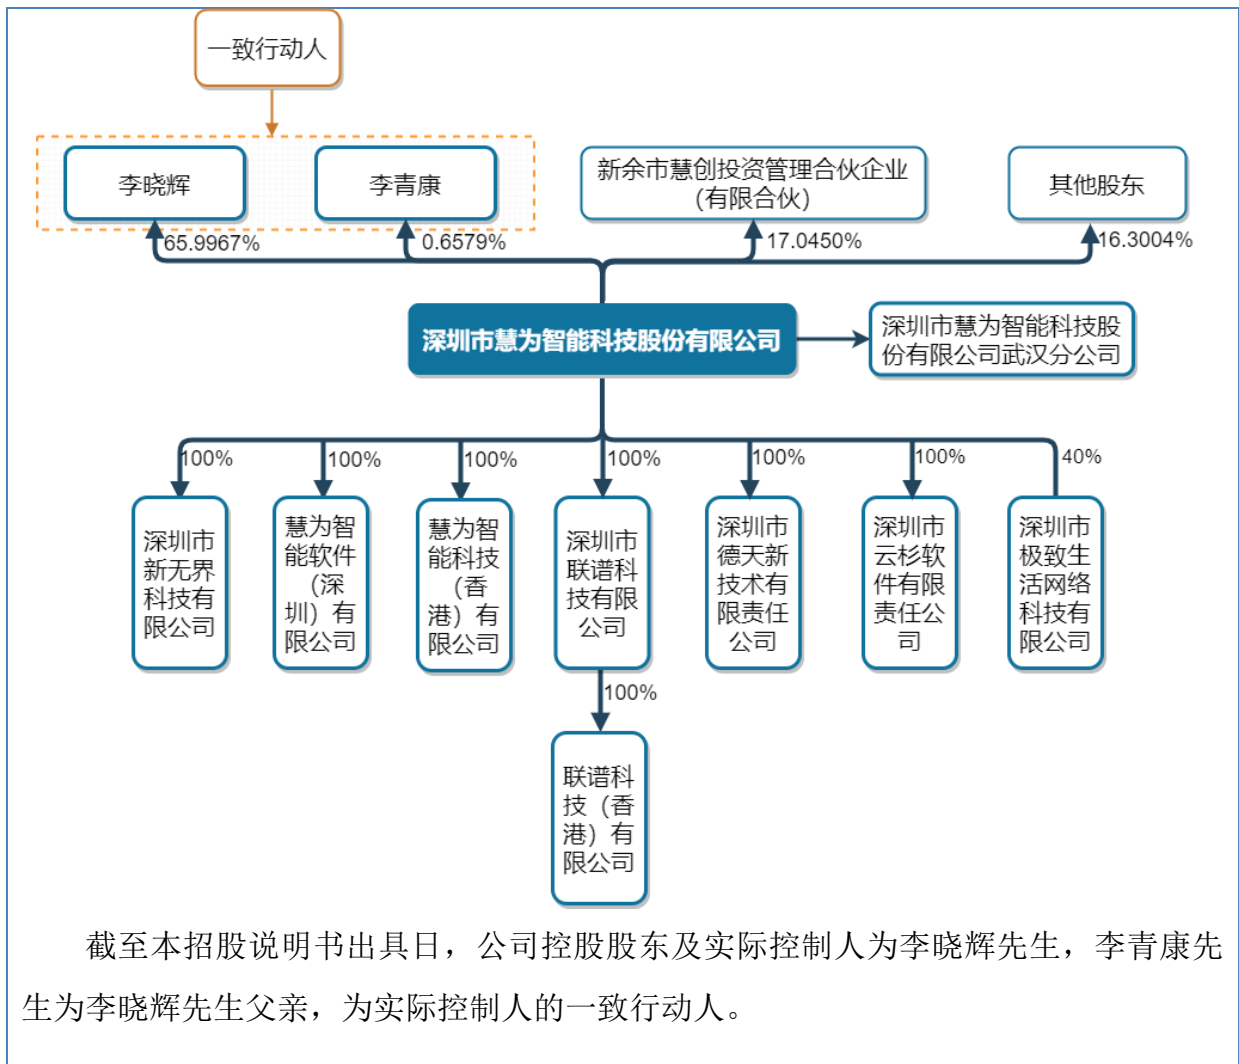 一致行动人
李晓辉
李青康
新余市慧创投资管理合伙企业
（有限合伙）
其他股东
65.9967%
0.6579%
17.0450%
16.3004%
深圳市慧为智能科技股份有限公司
深圳市慧为智能科技股
份有限公司武汉分公司
100%
100%
100%
100%
100%
100%
40%
深圳市
新无界
科技有
限公司
慧为智
能软件
（深
圳）有
限公司
慧为智
能科技
（香
港）有
限公司
深圳市
联谱科
技有限
公司
深圳市
德天新
技术有
限责任
公司
深圳市
云杉软
件有限
责任公
司
深圳市
极致生
活网络
科技有
限公司
100%
联谱科
技（香
港）有
限公司
截至本招股说明书出具日，公司控股股东及实际控制人为李晓辉先生，李青康先
生为李晓辉先生父亲，为实际控制人的一致行动人。